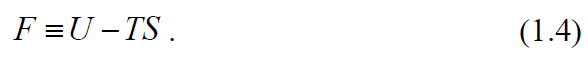 F ≡ U − TS . (1.4)